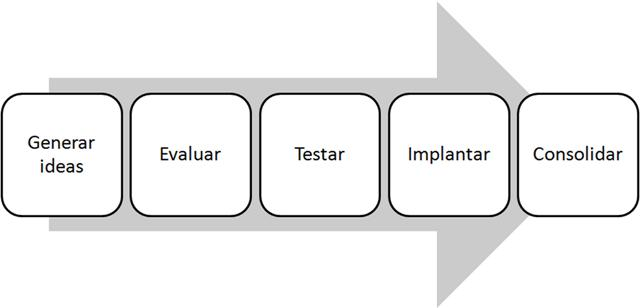 Generar
ideas
Evaluar
Testar
Implantar
Consolidar